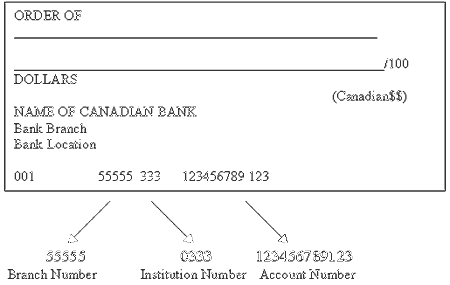 ORDER OF
/100
DOLLARS
(Canadian$$)
NAME OF CANADIAN BANK
Bank Branch
Bank Location
001 55555 333 123456789 123
55555 0333 123456789123
Branch Number Institution Number Account Number